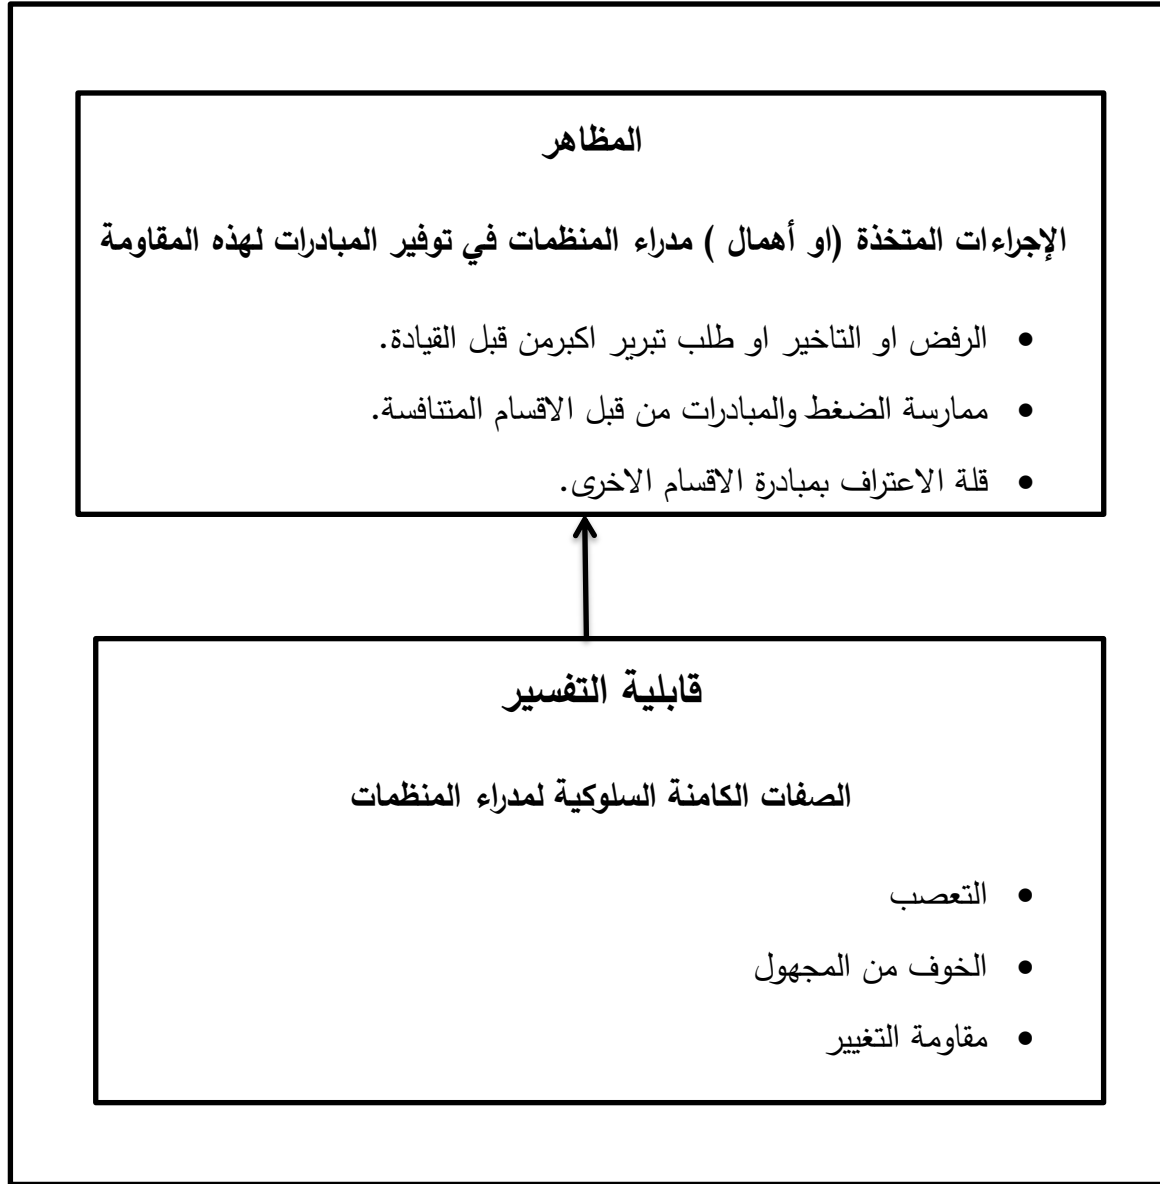 المظاهر
الإجراءات المتخذة (او أهمال ) مدراء المنظمات في توفير المبادرات لهذه المقاومة
• الرفض او التاخير او طلب تبرير اكبرمن قبل القيادة.
• ممارسة الضغط والمبادرات من قبل الاقسام المتنافسة.
• قلة الاعتراف بمبادرة الاقسام الاخرى.
قابلية التفسير
الصفات الكامنة السلوكية لمدراء المنظمات
• التعصب
• الخوف من المجهول
• مقاومة التغيير